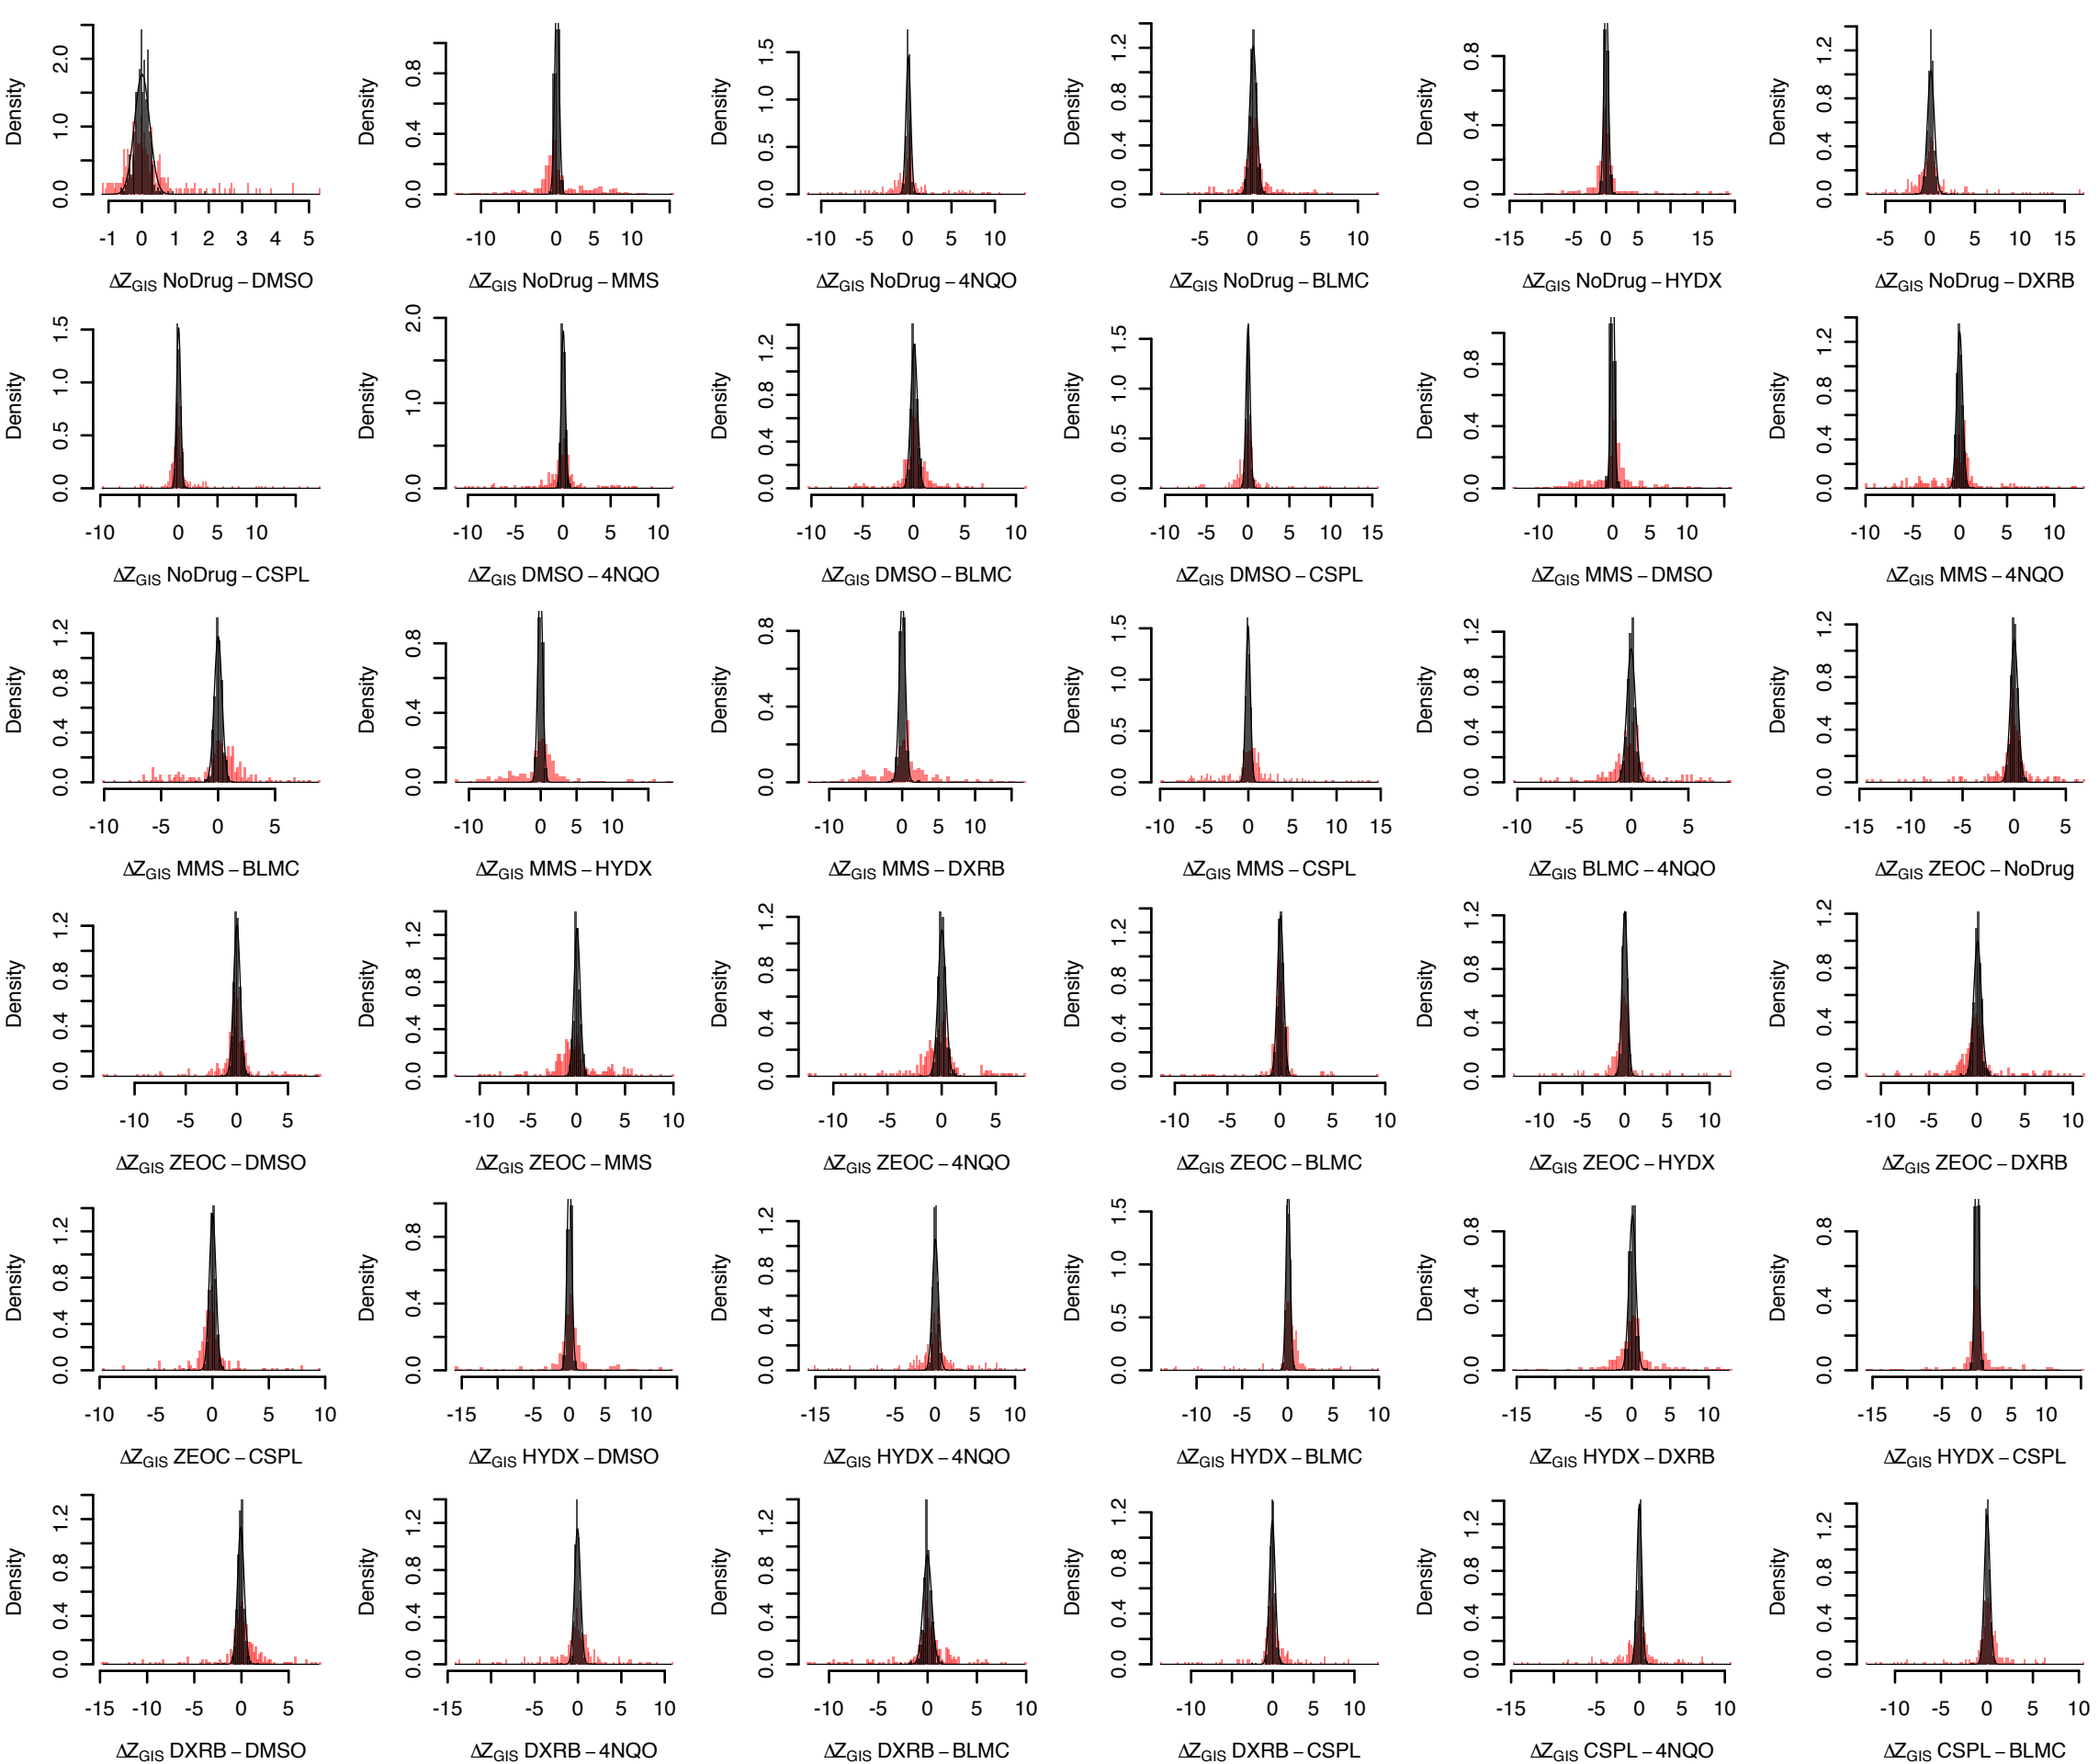 Density
0.0 1.0 2.0
-1 0 1 2 3 4 5
ΔZGIS NoDrug – DMSO
Density
0.0 0.4 0.8
-10 0 5 10
ΔZGIS NoDrug – MMS
Density
0.0 0.5 1.0 1.5
-10 -5 0 5 10
ΔZGIS NoDrug – 4NQO
Density
0.0 0.4 0.8 1.2
-5 0 5 10
ΔZGIS NoDrug – BLMC
Density
0.0 0.4 0.8
-15 -5 0 5 15
ΔZGIS NoDrug – HYDX
Density
0.0 0.4 0.8 1.2
-5 0 5 10 15
ΔZGIS NoDrug – DXRB
Density
0.0 0.5 1.0 1.5
-10 0 5 10
ΔZGIS NoDrug – CSPL
Density
0.0 1.0 2.0
-10 -5 0 5 10
ΔZGIS DMSO – 4NQO
Density
0.0 0.4 0.8 1.2
-10 -5 0 5 10
ΔZGIS DMSO – BLMC
Density
0.0 0.5 1.0 1.5
-10 -5 0 5 10 15
ΔZGIS DMSO – CSPL
Density
0.0 0.4 0.8
-10 0 5 10
ΔZGIS MMS – DMSO
Density
0.0 0.4 0.8 1.2
-10 -5 0 5 10
ΔZGIS MMS – 4NQO
Density
0.0 0.4 0.8 1.2
-10 -5 0 5
ΔZGIS MMS – BLMC
Density
0.0 0.4 0.8
-10 0 5 10
ΔZGIS MMS – HYDX
Density
0.0 0.4 0.8
-10 0 5 10
ΔZGIS MMS – DXRB
Density
0.0 0.5 1.0 1.5
-10 -5 0 5 10 15
ΔZGIS MMS – CSPL
Density
0.0 0.4 0.8 1.2
-10 -5 0 5
ΔZGIS BLMC – 4NQO
Density
0.0 0.4 0.8 1.2
-15 -10 -5 0 5
ΔZGIS ZEOC – NoDrug
Density
0.0 0.4 0.8 1.2
-10 -5 0 5
ΔZGIS ZEOC – DMSO
Density
0.0 0.4 0.8 1.2
-10 -5 0 5 10
ΔZGIS ZEOC – MMS
Density
0.0 0.4 0.8 1.2
-10 -5 0 5
ΔZGIS ZEOC – 4NQO
Density
0.0 0.4 0.8 1.2
-10 -5 0 5 10
ΔZGIS ZEOC – BLMC
Density
0.0 0.4 0.8 1.2
-10 -5 0 5 10
ΔZGIS ZEOC – HYDX
Density
0.0 0.4 0.8 1.2
-10 -5 0 5 10
ΔZGIS ZEOC – DXRB
Density
0.0 0.4 0.8 1.2
-10 -5 0 5 10
ΔZGIS ZEOC – CSPL
Density
0.0 0.4 0.8
-15 -5 0 5 10
ΔZGIS HYDX – DMSO
Density
0.0 0.4 0.8 1.2
-15 -5 0 5 10
ΔZGIS HYDX – 4NQO
Density
0.0 0.5 1.0 1.5
-10 -5 0 5 10
ΔZGIS HYDX – BLMC
Density
0.0 0.4 0.8
-15 -5 0 5 10
ΔZGIS HYDX – DXRB
Density
0.0 0.4 0.8
-15 -5 0 5 10
ΔZGIS HYDX – CSPL
Density
0.0 0.4 0.8 1.2
-15 -10 -5 0 5
ΔZGIS DXRB – DMSO
Density
0.0 0.4 0.8 1.2
-15 -5 0 5 10
ΔZGIS DXRB – 4NQO
Density
0.0 0.4 0.8 1.2
-10 -5 0 5 10
ΔZGIS DXRB – BLMC
Density
0.0 0.4 0.8 1.2
-10 -5 0 5 10
ΔZGIS DXRB – CSPL
Density
0.0 0.4 0.8 1.2
-15 -5 0 5 10
ΔZGIS CSPL – 4NQO
Density
0.0 0.4 0.8 1.2
-10 -5 0 5 10
ΔZGIS CSPL – BLMC